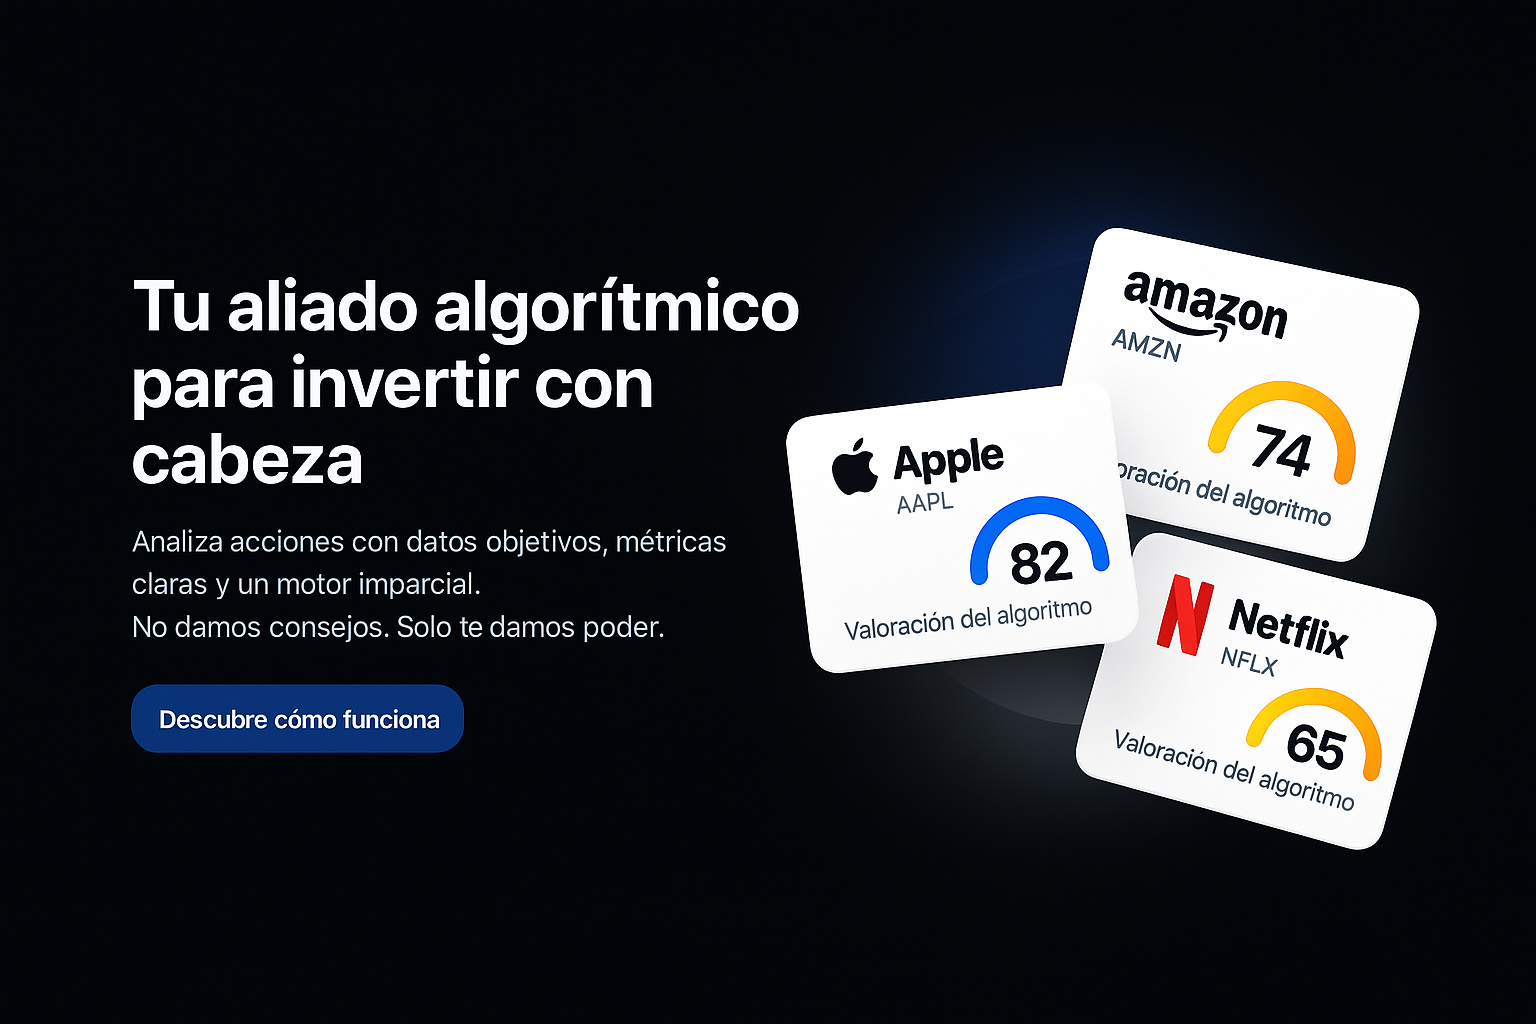 Tu aliado algorítmico
para invertir con
cabeza
Analiza acciones con datos objetivos, métricas
claras y un motor imparcial.
No damos consejos. Solo te damos poder.
Descubre cómo funciona
amazon
AMZN
74
oración del algoritmo
Apple
AAPL
82
Valoración del algoritmo
Netflix
NFLX
65
Valoración del algoritmo